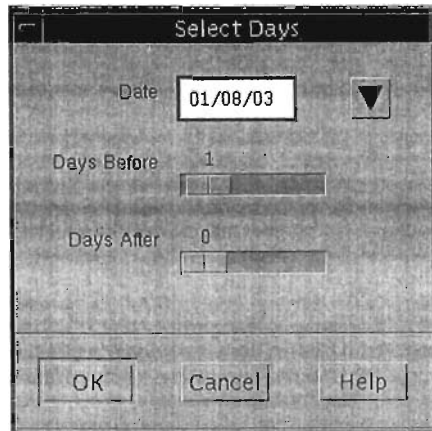 Select Days
Date 01/08/03
Days Before 1
Days After 0
OK Cancel Help